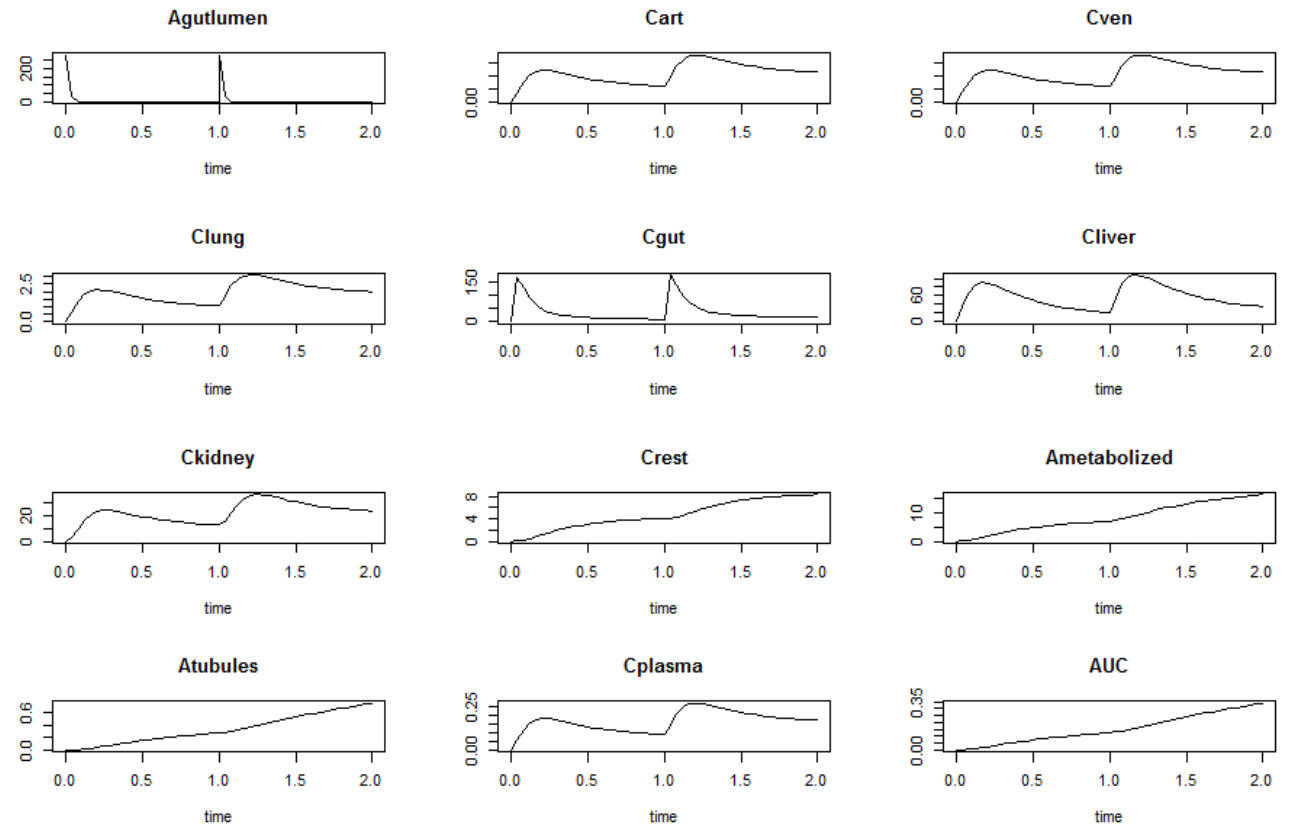 Agutlumen Cart Cven
0 200 0.00 0.00
0.0 0.5 1.0 1.5 2.0 0.0 0.5 1.0 1.5 2.0 0.0 0.5 1.0 1.5 2.0
time time time
Clung Cgut Cliver
0.0 2.5 0 150 0 60
0.0 0.5 1.0 1.5 2.0 0.0 0.5 1.0 1.5 2.0 0.0 0.5 1.0 1.5 2.0
time time time
Ckidney Crest Ametabolized
0 20 0 4 8 0 10
0.0 0.5 1.0 1.5 2.0 0.0 0.5 1.0 1.5 2.0 0.0 0.5 1.0 1.5 2.0
time time time
Atubules Cplasma AUC
0.0 0.6 0.00 0.25 0.00 0.35
0.0 0.5 1.0 1.5 2.0 0.0 0.5 1.0 1.5 2.0 0.0 0.5 1.0 1.5 2.0
time time time